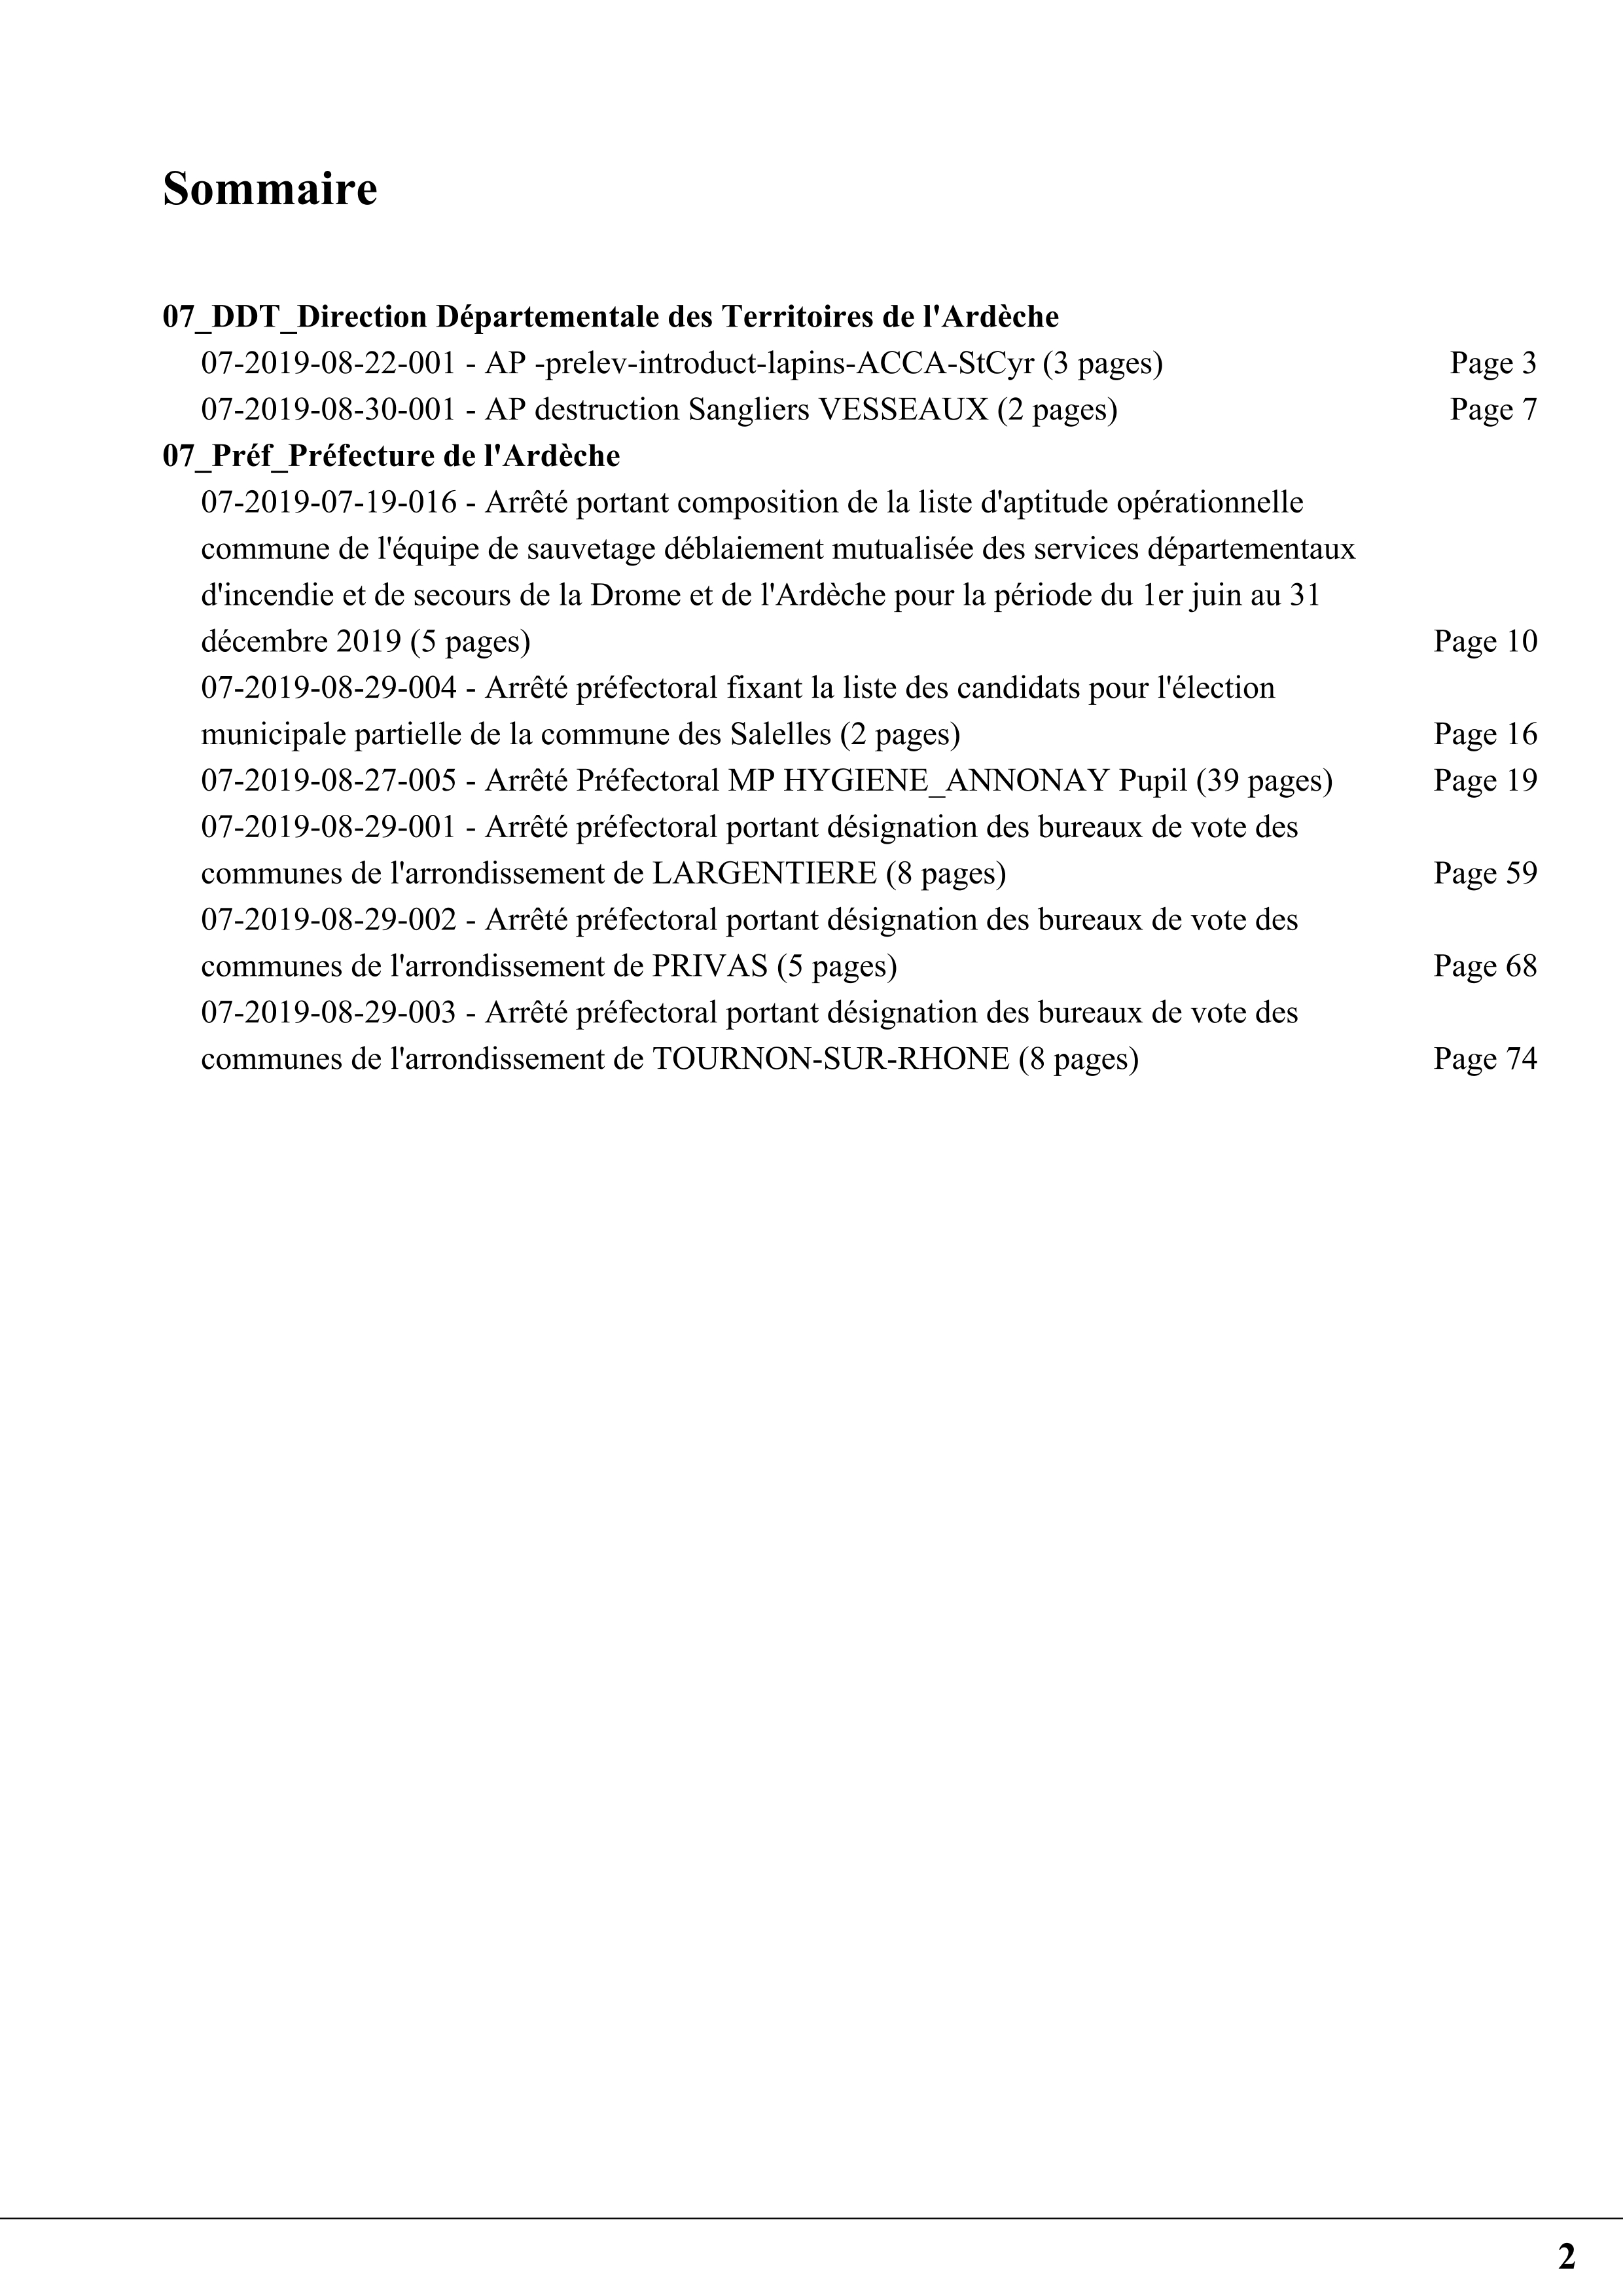 Sommaire
07_DDT_Direction Départementale des Territoires de l'Ardèche
07-2019-08-22-001 - AP -prelev-introduct-lapins-ACCA-StCyr (3 pages) Page 3
07-2019-08-30-001 - AP destruction Sangliers VESSEAUX (2 pages) Page 7
07_Préf_Préfecture de l'Ardèche
07-2019-07-19-016 - Arrêté portant composition de la liste d'aptitude opérationnelle
commune de l'équipe de sauvetage déblaiement mutualisée des services départementaux
d'incendie et de secours de la Drome et de l'Ardèche pour la période du 1er juin au 31
décembre 2019 (5 pages) Page 10
07-2019-08-29-004 - Arrêté préfectoral fixant la liste des candidats pour l'élection
municipale partielle de la commune des Salelles (2 pages) Page 16
07-2019-08-27-005 - Arrêté Préfectoral MP HYGIENE_ANNONAY Pupil (39 pages) Page 19
07-2019-08-29-001 - Arrêté préfectoral portant désignation des bureaux de vote des
communes de l'arrondissement de LARGENTIERE (8 pages) Page 59
07-2019-08-29-002 - Arrêté préfectoral portant désignation des bureaux de vote des
communes de l'arrondissement de PRIVAS (5 pages) Page 68
07-2019-08-29-003 - Arrêté préfectoral portant désignation des bureaux de vote des
communes de l'arrondissement de TOURNON-SUR-RHONE (8 pages) Page 74
2